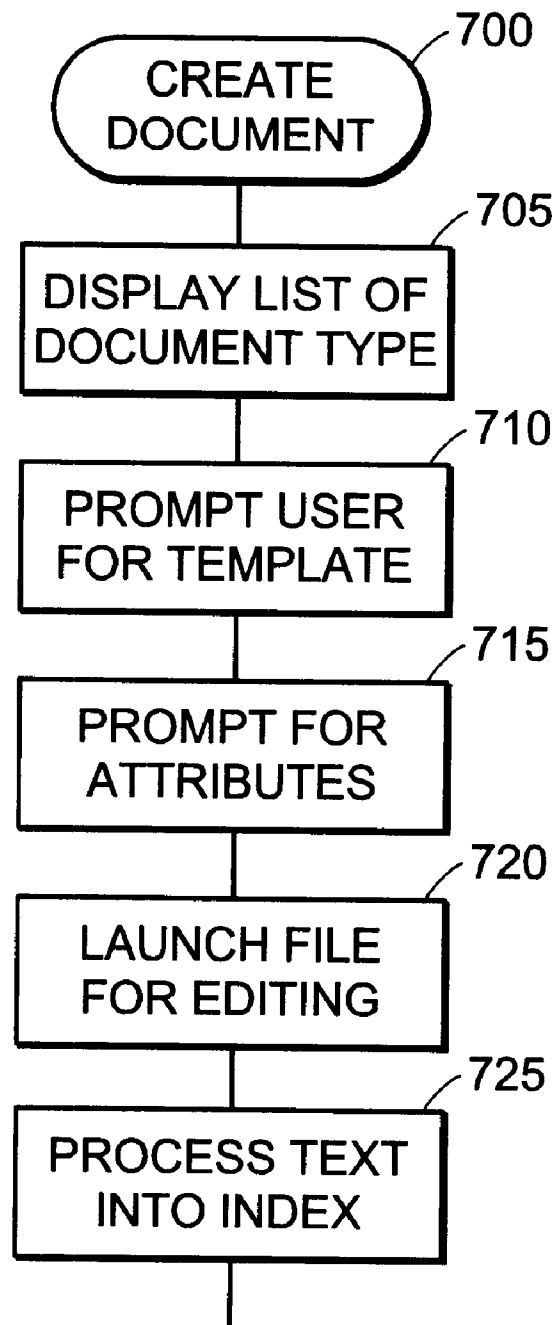 700
CREATE
DOCUMENT
705
DISPLAY LIST OF
DOCUMENT TYPE
710
PROMPT USER
FOR TEMPLATE
715
PROMPT FOR
ATTRIBUTES
720
LAUNCH FILE
FOR EDITING
725
PROCESS TEXT
INTO INDEX